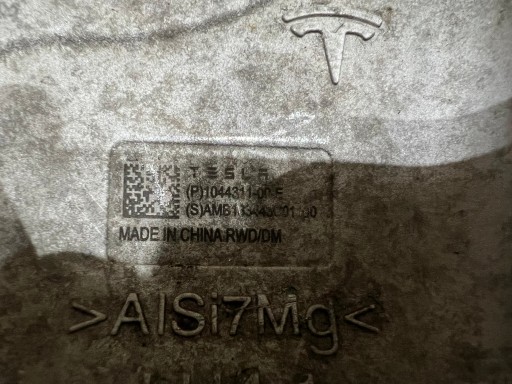 TESLA
(P)1044311-00-E
MADE IN CHINA RWD/DM
>AlSi7Mg<